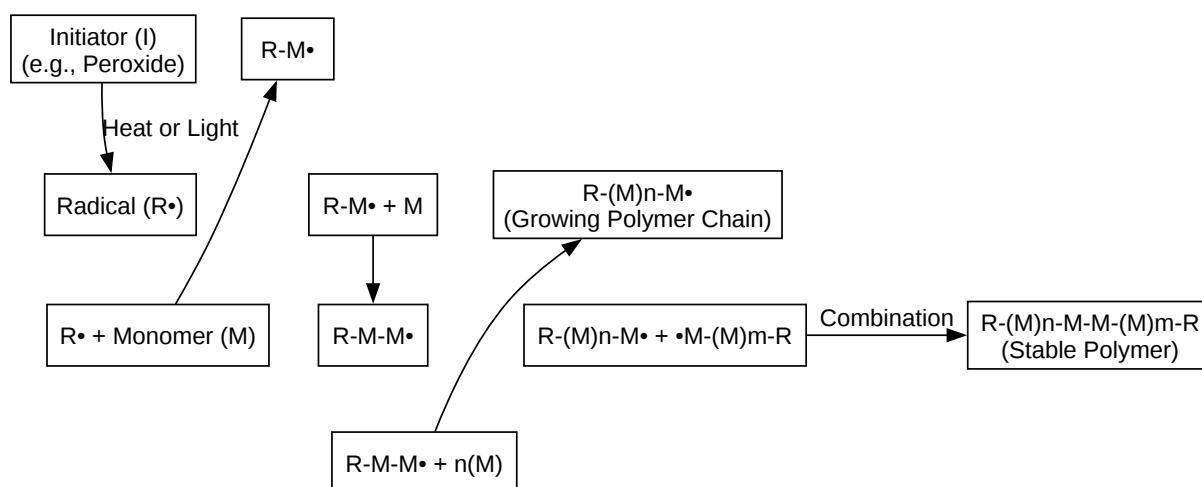 Initiator (I)
(e.g., Peroxide)
R-M•
Heat or Light
Radical (R•)
R-M• + M
R-(M)n-M•
(Growing Polymer Chain)
R• + Monomer (M)
R-M-M•
R-(M)n-M• + •M-(M)m-R
Combination
R-(M)n-M-M-(M)m-R
(Stable Polymer)
R-M-M• + n(M)